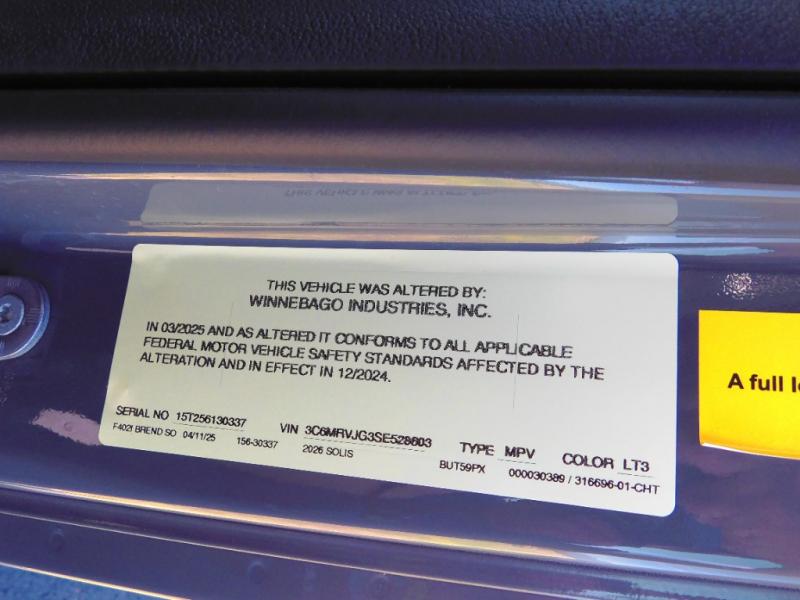 THIS VEHICLE WAS ALTERED BY:
WINNEBAGO INDUSTRIES, INC.
IN 03/2025 AND AS ALTERED IT CONFORMS TO ALL APPLICABLE
FEDERAL MOTOR VEHICLE SAFETY STANDARDS AFFECTED BY THE
ALTERATION AND IN EFFECT IN 12/2024.
SERIAL NO 15T256130337 VIN 3C6MRVJG3SE528603 TYPE MPV COLOR LT3
F402I BREND SO 04/11/25 156-30337 2026 SOLIS BUT59PX 000030389 / 316696-01-CHT
A full l